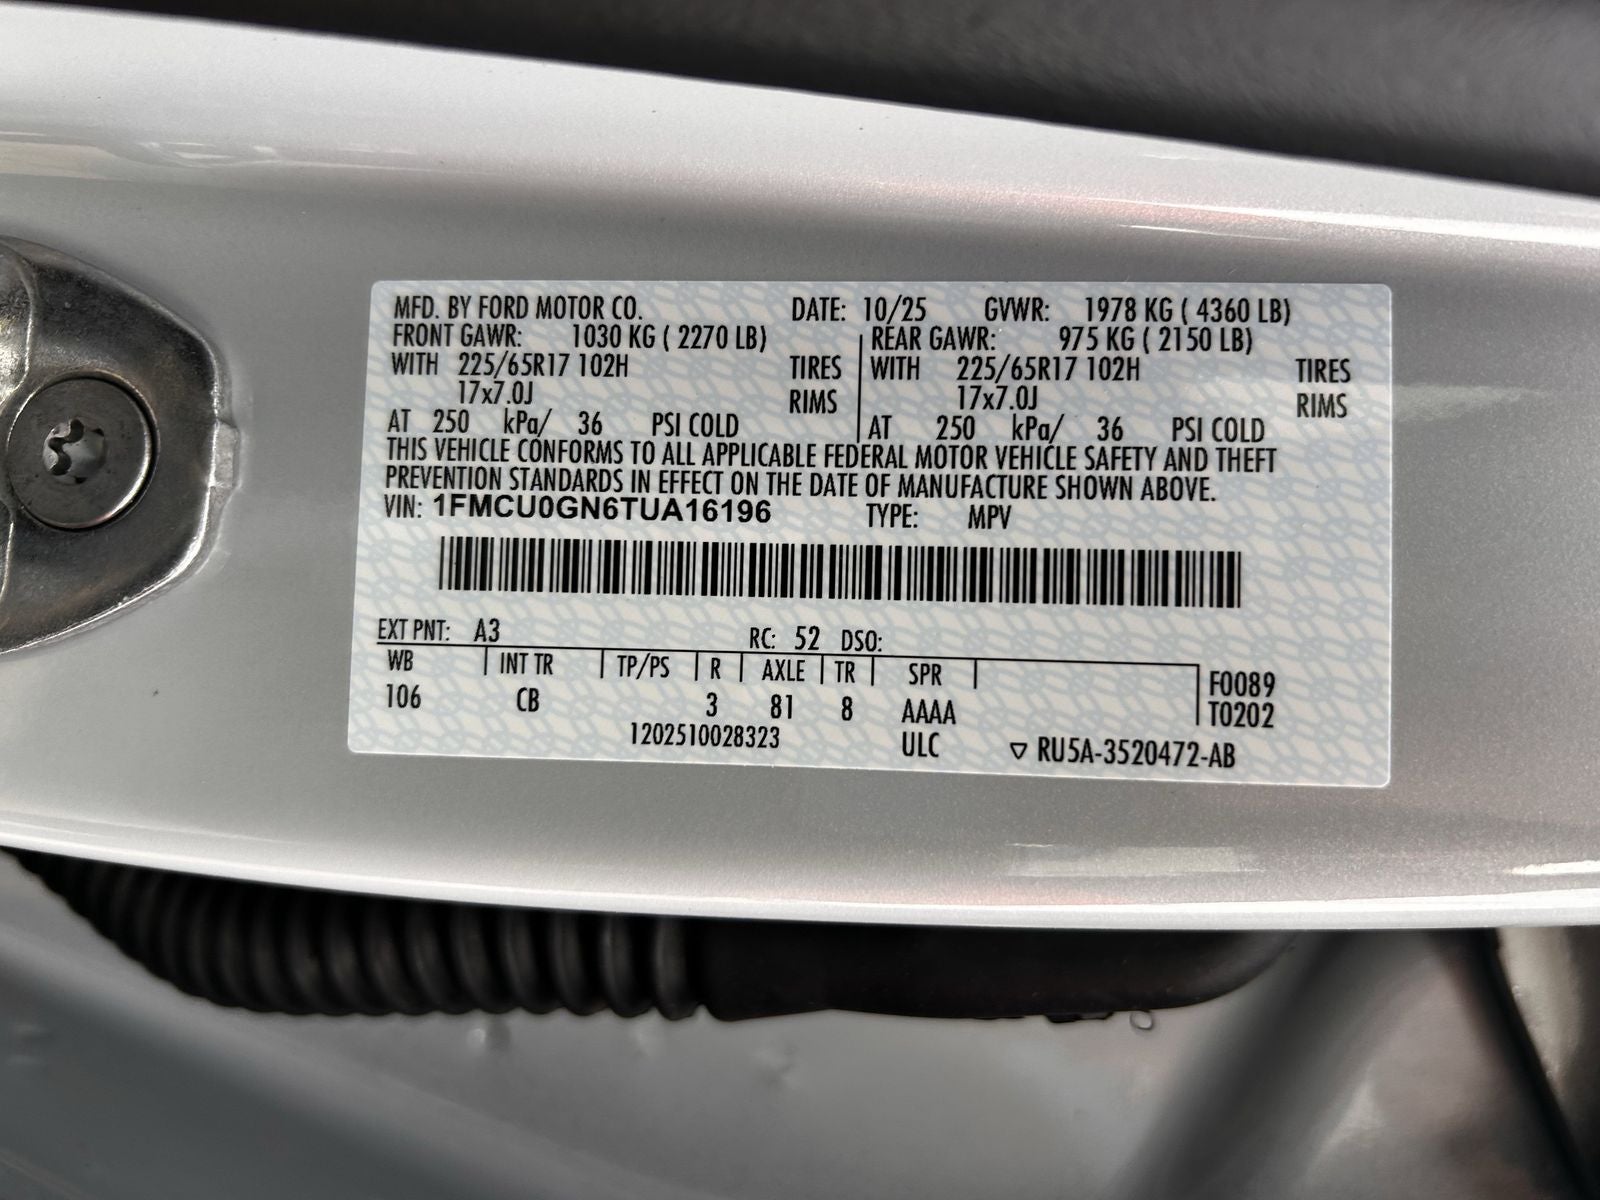 MFD. BY FORD MOTOR CO. DATE: 10/25 GVWR: 1978 KG ( 4360 LB)
FRONT GAWR: 1030 KG ( 2270 LB) REAR GAWR: 975 KG ( 2150 LB)
WITH 225/65R17 102H TIRES WITH 225/65R17 102H TIRES
17x7.0J RIMS 17x7.0J RIMS
AT 250 kPa/ 36 PSI COLD AT 250 kPa/ 36 PSI COLD
THIS VEHICLE CONFORMS TO ALL APPLICABLE FEDERAL MOTOR VEHICLE SAFETY AND THEFT
PREVENTION STANDARDS IN EFFECT ON THE DATE OF MANUFACTURE SHOWN ABOVE.
VIN: 1FMCU0GN6TUA16196 TYPE: MPV
EXT PNT: A3 RC: 52 DSO:
WB INT TR TP/PS R AXLE TR SPR F0089
106 CB 3 81 8 AAAA T0202
1202510028323 ULC RU5A-3520472-AB